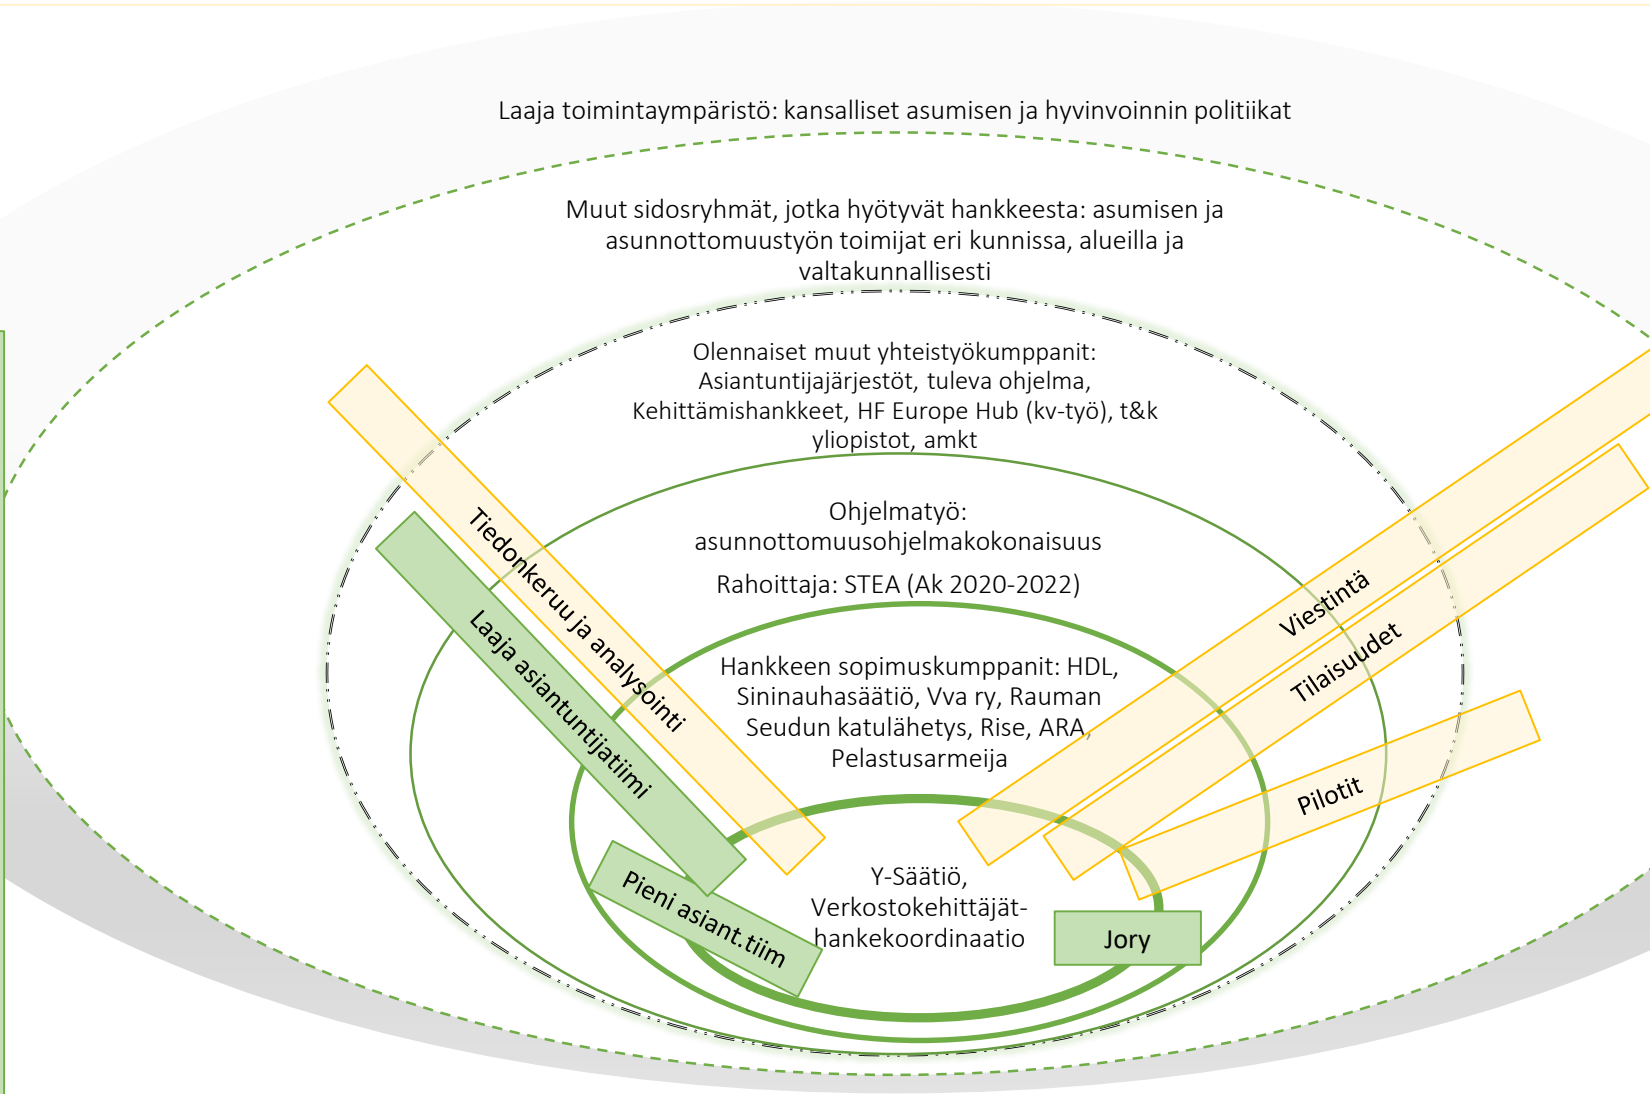 Laaja toimintaympäristö: kansalliset asumisen ja hyvinvoinnin politiikat
Muut sidosryhmät, jotka hyötyvät hankkeesta: asumisen ja
asunnottomuustyön toimijat eri kunnissa, alueilla ja
valtakunnallisesti
Olennaiset muut yhteistyökumppanit:
Asiantuntijajärjestöt, tuleva ohjelma,
Kehittämishankkeet, HF Europe Hub (kv-työ), t&k
yliopistot, amkt
Ohjelmatyö:
asunnottomuusohjelmakokonaisuus
Rahoittaja: STEA (Ak 2020-2022)
Hankkeen sopimuskumppanit: HDL,
Sininauhasäätiö, Vva ry, Rauman
Seudun katulähetys, Rise, ARA,
Pelastusarmeija
Y-Säätiö,
Verkostokehittäjät-
hankekoordinaatio
Tiedonkeruu ja analysointi
Laaja asiantuntijatiimi
Pieni asiant.tiim
Viestintä
Tilaisuudet
Pilotit
Jory